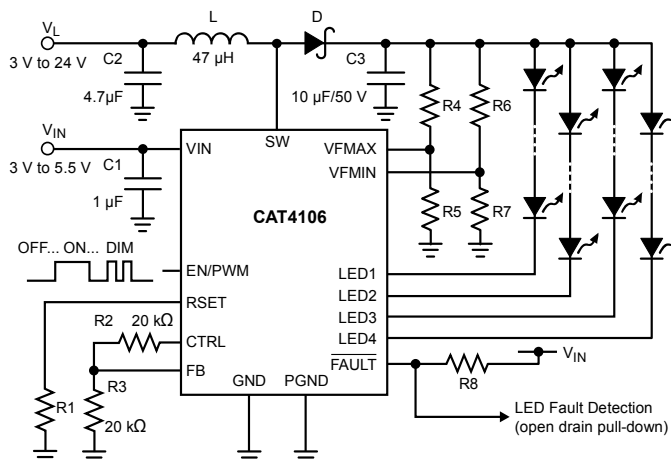 V_L
3 V to 24 V
C2
4.7µF
L
47 µH
D
C3
10 µF/50 V
R4
R6
R5
R7
V_IN
3 V to 5.5 V
C1
1 µF
VIN
SW
VFMAX
VFMIN
CAT4106
OFF... ON... DIM
EN/PWM
RSET
CTRL
FB
GND
PGND
LED1
LED2
LED3
LED4
FAULT
R2
20 kΩ
R3
20 kΩ
R1
R8
V_IN
LED Fault Detection
(open drain pull-down)